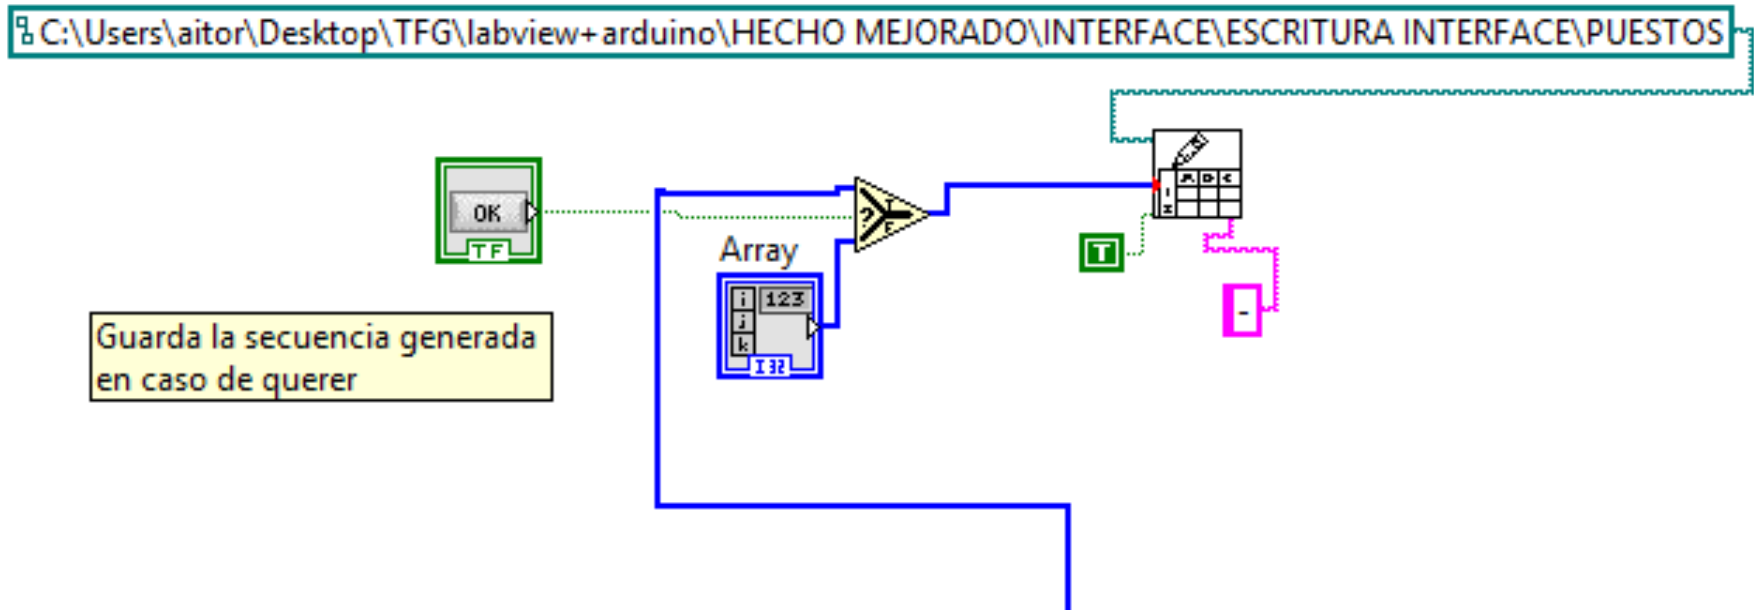 C:\Users\aitor\Desktop\TFG\labview+arduino\HECHO MEJORADO\INTERFACE\ESCRITURA INTERFACE\PUESTOS
OK
TF
?
T
F
Array
i
123
j
k
I32
T
-
Guarda la secuencia generada
en caso de querer